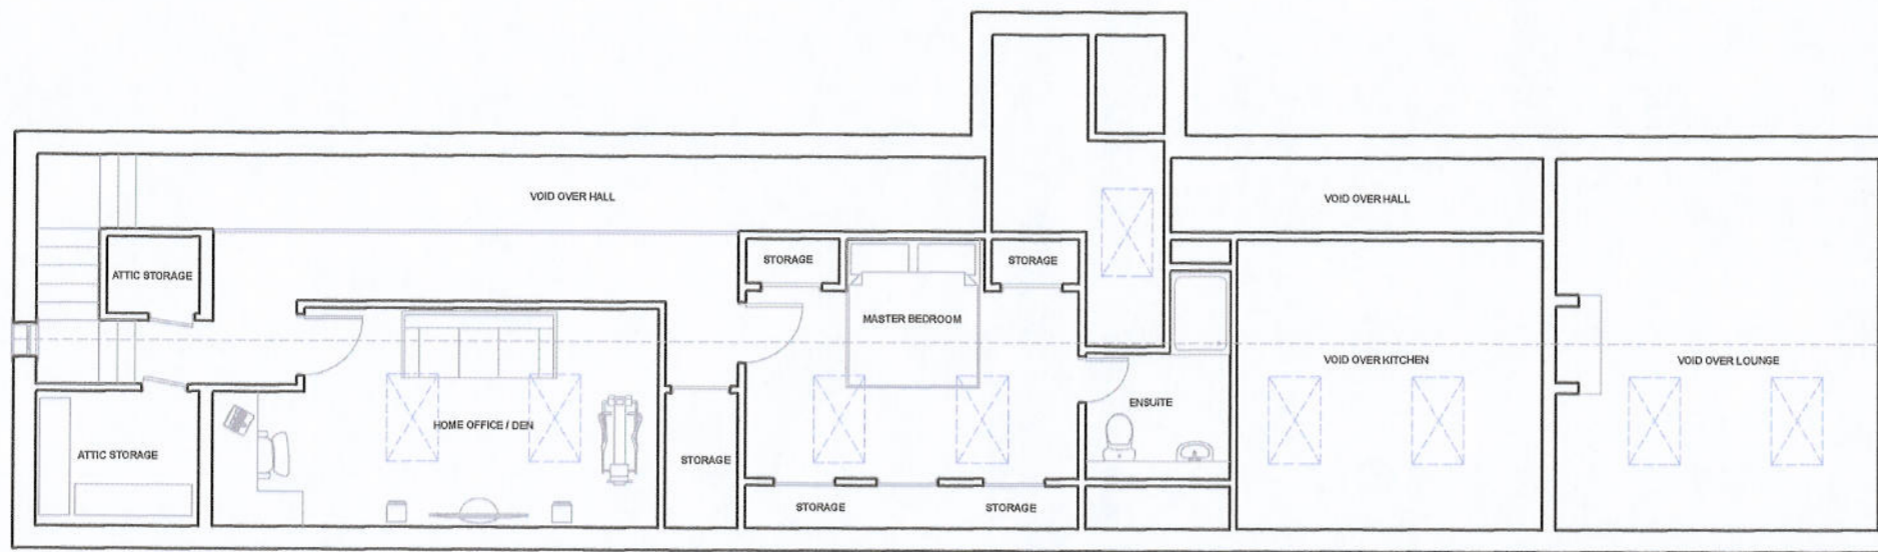 VOID OVER HALL
VOID OVER HALL
STORAGE
STORAGE
ATTIC STORAGE
MASTER BEDROOM
VOID OVER KITCHEN
VOID OVER LOUNGE
ENSUITE
HOME OFFICE / DEN
ATTIC STORAGE
STORAGE
STORAGE
STORAGE